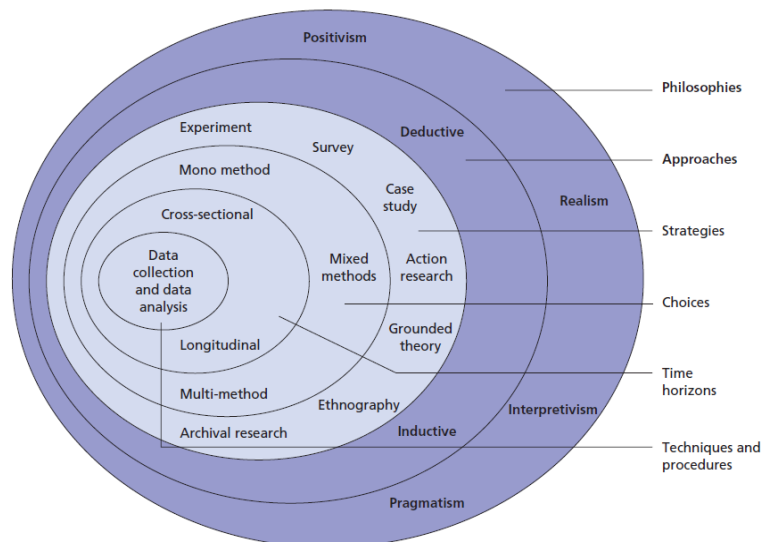 Positivism
Philosophies
Experiment
Deductive
Survey
Approaches
Mono method
Case
study
Realism
Cross-sectional
Strategies
Data
collection
and data
analysis
Mixed
methods
Action
research
Choices
Grounded
theory
Longitudinal
Time
horizons
Multi-method
Ethnography
Interpretivism
Archival research
Inductive
Techniques and
procedures
Pragmatism